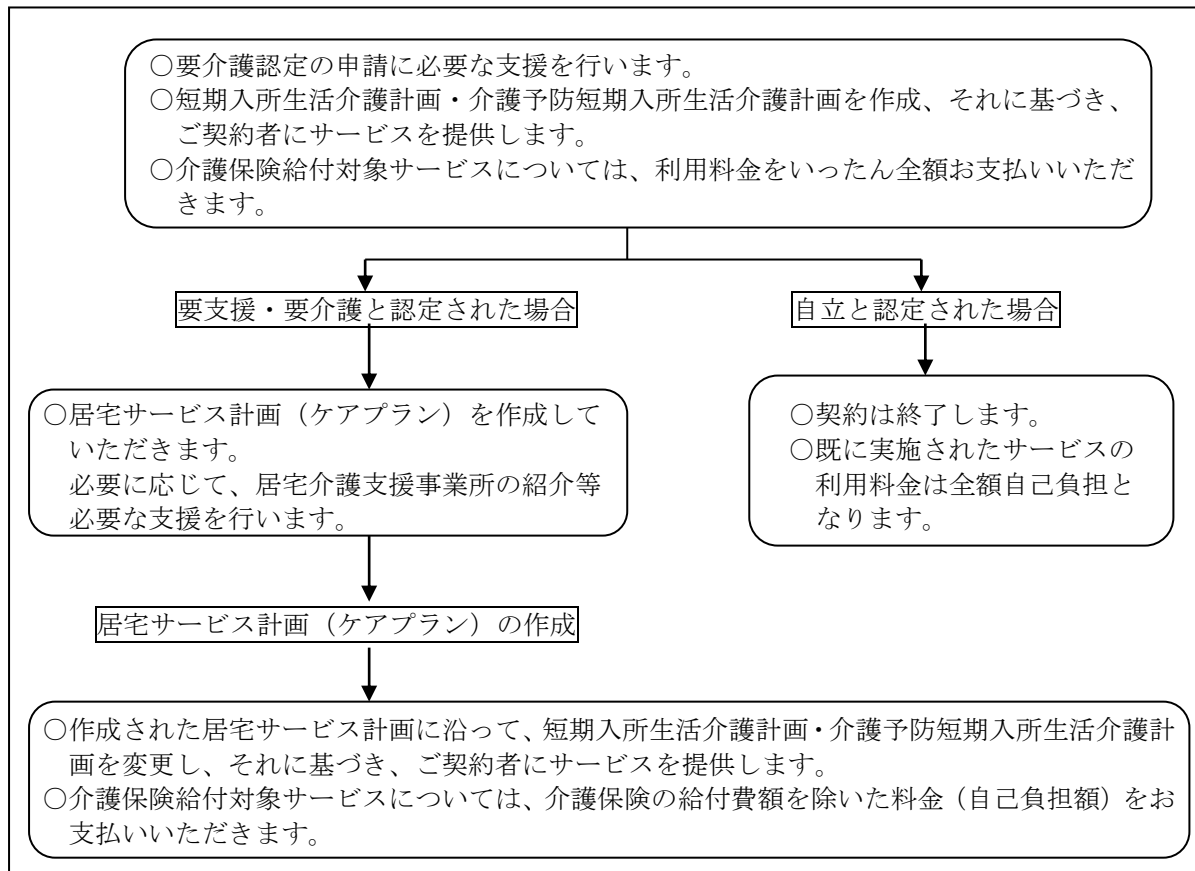 ○要介護認定の申請に必要な支援を行います。
○短期入所生活介護計画・介護予防短期入所生活介護計画を作成、それに基づき、
ご契約者にサービスを提供します。
○介護保険給付対象サービスについては、利用料金をいったん全額お支払いいただ
きます。
要支援・要介護と認定された場合
自立と認定された場合
○居宅サービス計画（ケアプラン）を作成して
いただきます。
必要に応じて、居宅介護支援事業所の紹介等
必要な支援を行います。
○契約は終了します。
○既に実施されたサービスの
利用料金は全額自己負担と
なります。
居宅サービス計画（ケアプラン）の作成
○作成された居宅サービス計画に沿って、短期入所生活介護計画・介護予防短期入所生活介護計
画を変更し、それに基づき、ご契約者にサービスを提供します。
○介護保険給付対象サービスについては、介護保険の給付費額を除いた料金（自己負担額）をお
支払いいただきます。